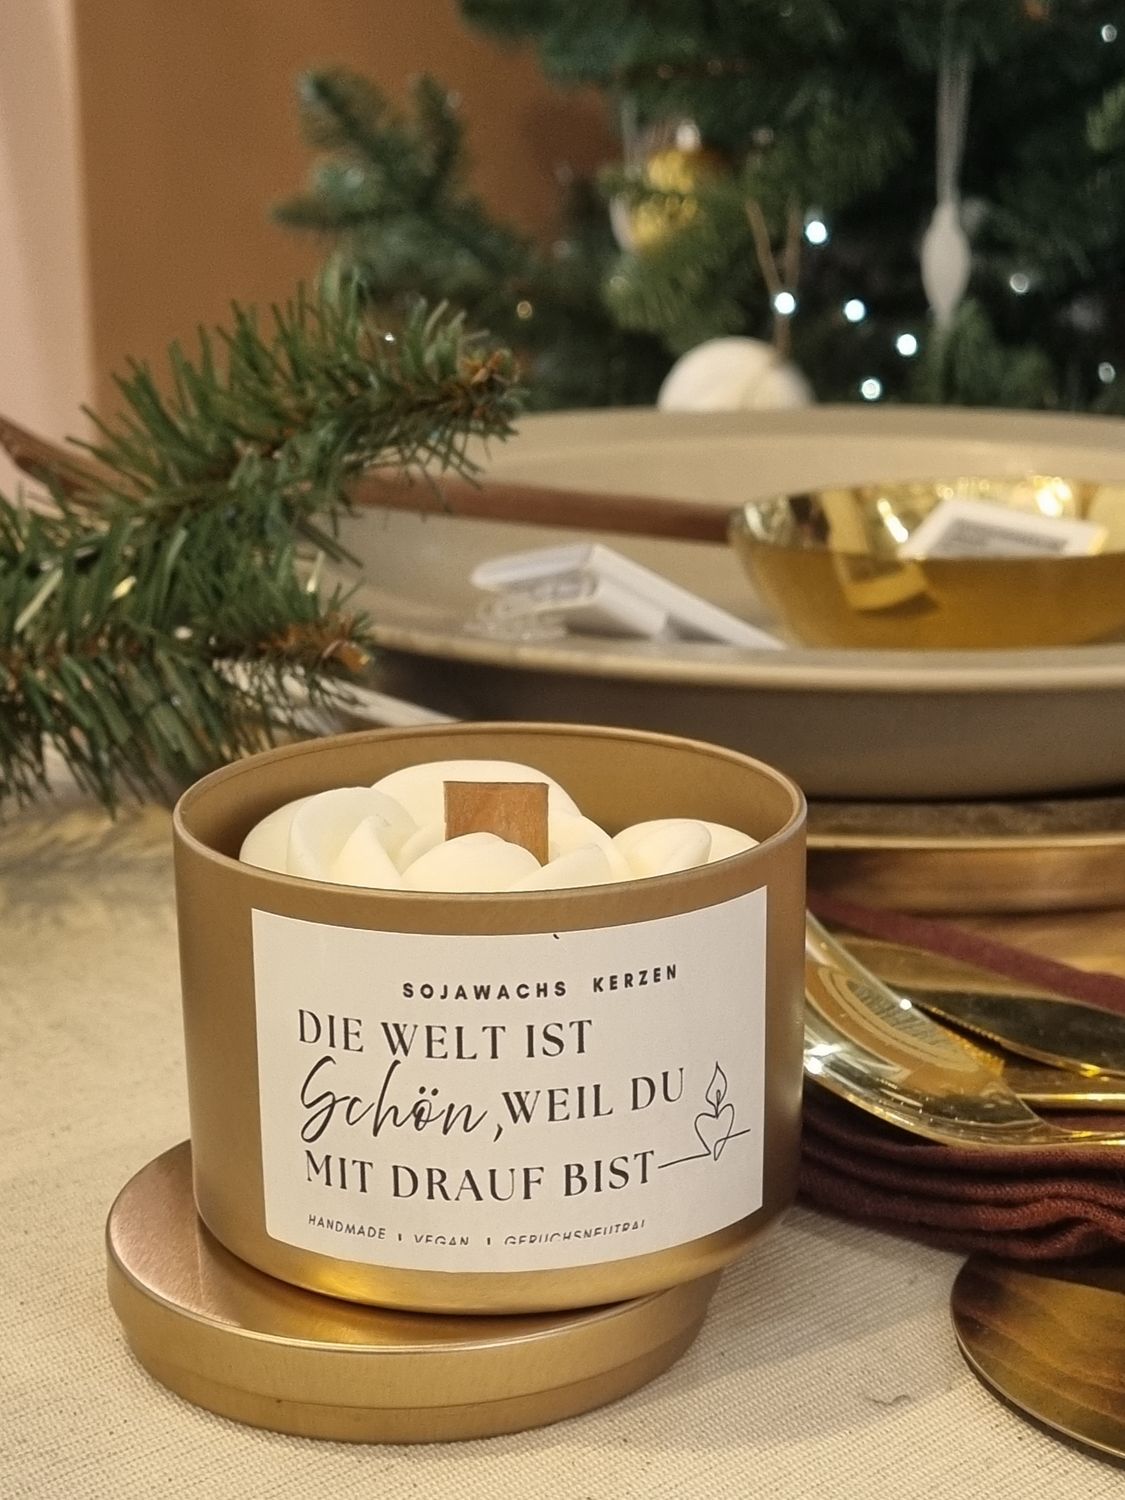 SOJAWACHS KERZEN
DIE WELT IST
Schön, WEIL DU
MIT DRAUF BIST
HANDMADE | VEGAN | GERUCHSNEUTRAL